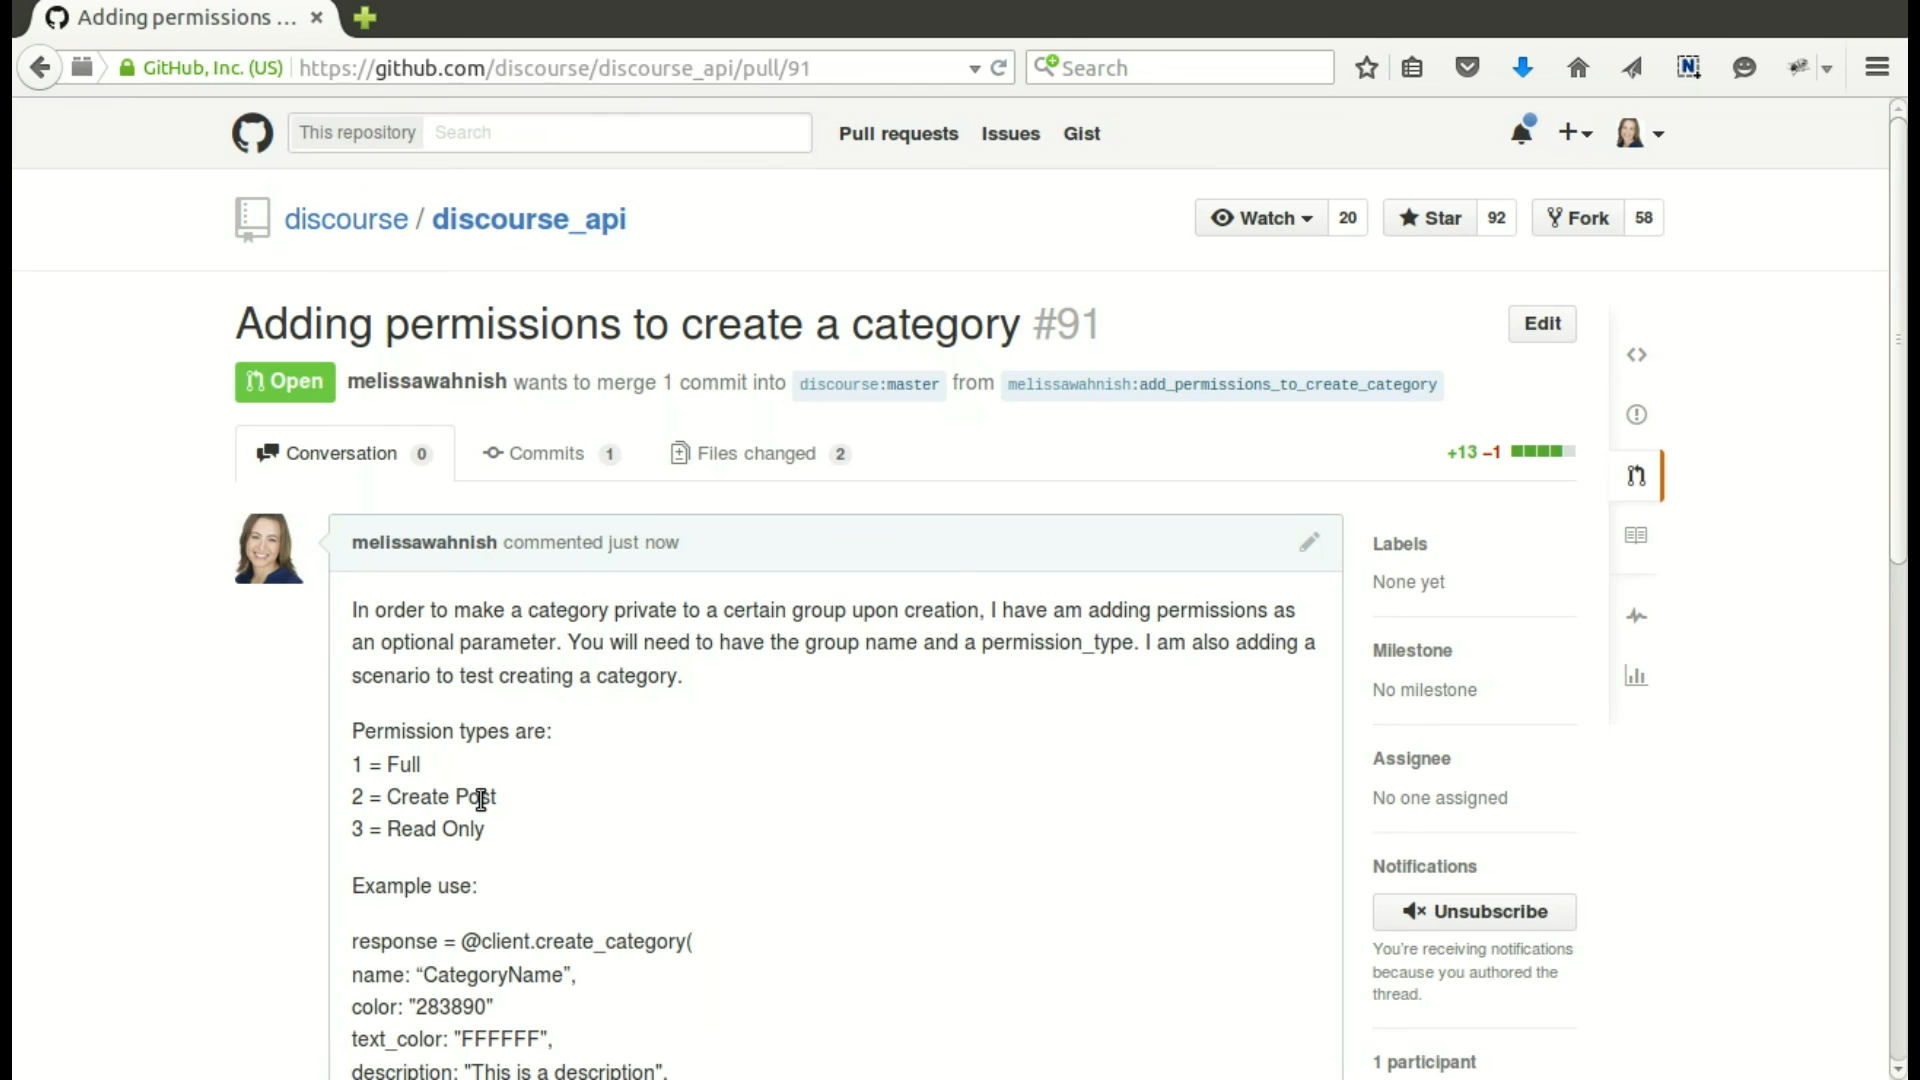 Adding permissions ...
GitHub, Inc. (US) https://github.com/discourse/discourse_api/pull/91 Search
This repository Search Pull requests Issues Gist
discourse / discourse_api Watch 20 Star 92 Fork 58
Adding permissions to create a category #91 Edit
Open melissawahnish wants to merge 1 commit into discourse:master from melissawahnish:add_permissions_to_create_category
Conversation 0 Commits 1 Files changed 2 +13 −1
melissawahnish commented just now
In order to make a category private to a certain group upon creation, I have am adding permissions as
an optional parameter. You will need to have the group name and a permission_type. I am also adding a
scenario to test creating a category.
Permission types are:
1 = Full
2 = Create Post
3 = Read Only
Example use:
response = @client.create_category(
name: “CategoryName”,
color: "283890"
text_color: "FFFFFF",
description: "This is a description",
Labels
None yet
Milestone
No milestone
Assignee
No one assigned
Notifications
Unsubscribe
You're receiving notifications
because you authored the
thread.
1 participant